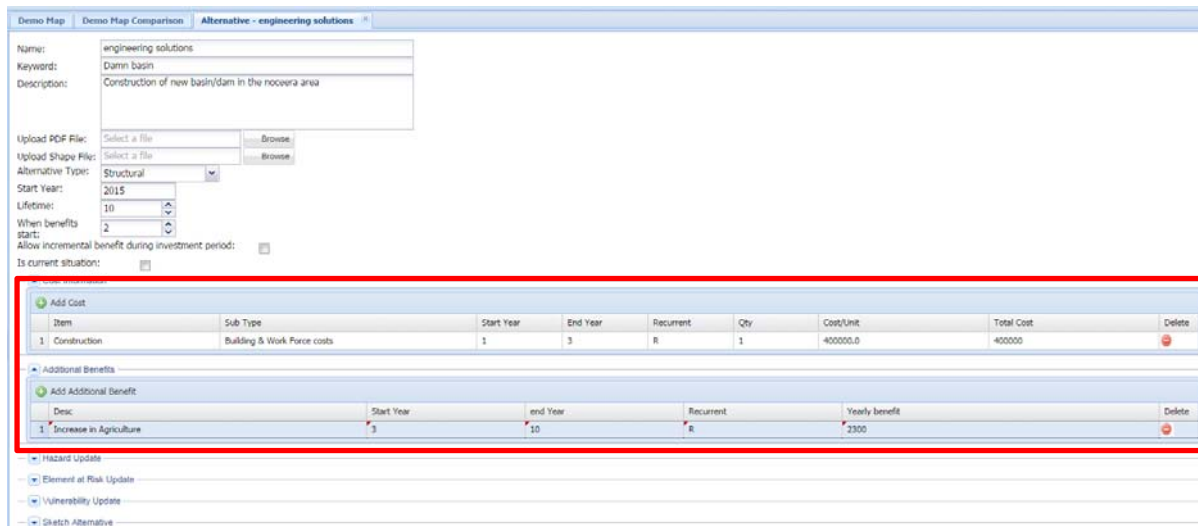 Demo Map Demo Map Comparison Alternative - engineering solutions
Name: engineering solutions
Keyword: Damn basin
Description: Construction of new basin/dam in the noceera area
Upload PDF File: Select a file Browse
Upload Shape File: Select a file Browse
Alternative Type: Structural
Start Year: 2015
Lifetime: 10
When benefits start: 2
Allow incremental benefit during investment period:
Is current situation:
Cost Information
Add Cost
Item Sub Type Start Year End Year Recurrent Qty Cost/Unit Total Cost Delete
1 Construction Building & Work Force costs 1 3 R 1 400000.0 400000
Additional Benefits
Add Additional Benefit
Desc Start Year end Year Recurrent Yearly benefit Delete
1 Increase in Agriculture 3 10 R 2300
Hazard Update
Element at Risk Update
Vulnerability Update
Sketch Alternative